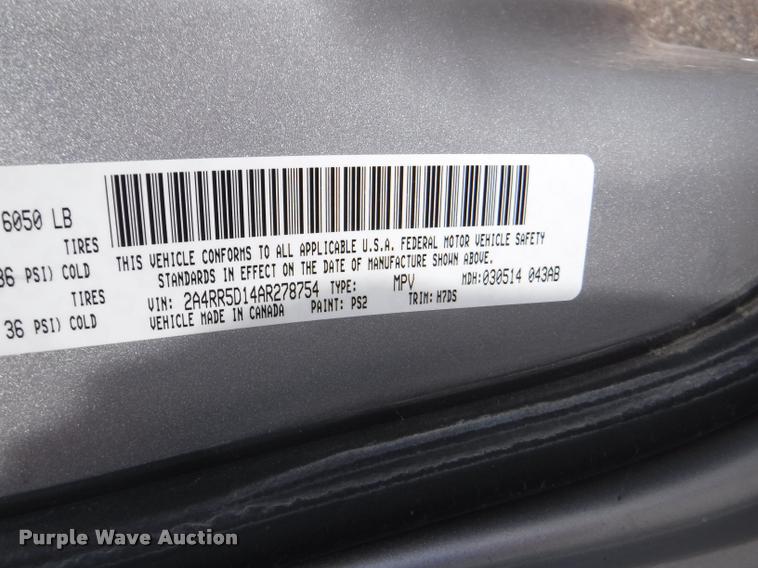 6050 LB
TIRES
36 PSI) COLD
TIRES
36 PSI) COLD
THIS VEHICLE CONFORMS TO ALL APPLICABLE U.S.A. FEDERAL MOTOR VEHICLE SAFETY
STANDARDS IN EFFECT ON THE DATE OF MANUFACTURE SHOWN ABOVE.
VIN: 2A4RR5D14AR278754 TYPE: MPV MDH:030514 043AB
VEHICLE MADE IN CANADA PAINT: PS2 TRIM: H7DS
Purple Wave Auction